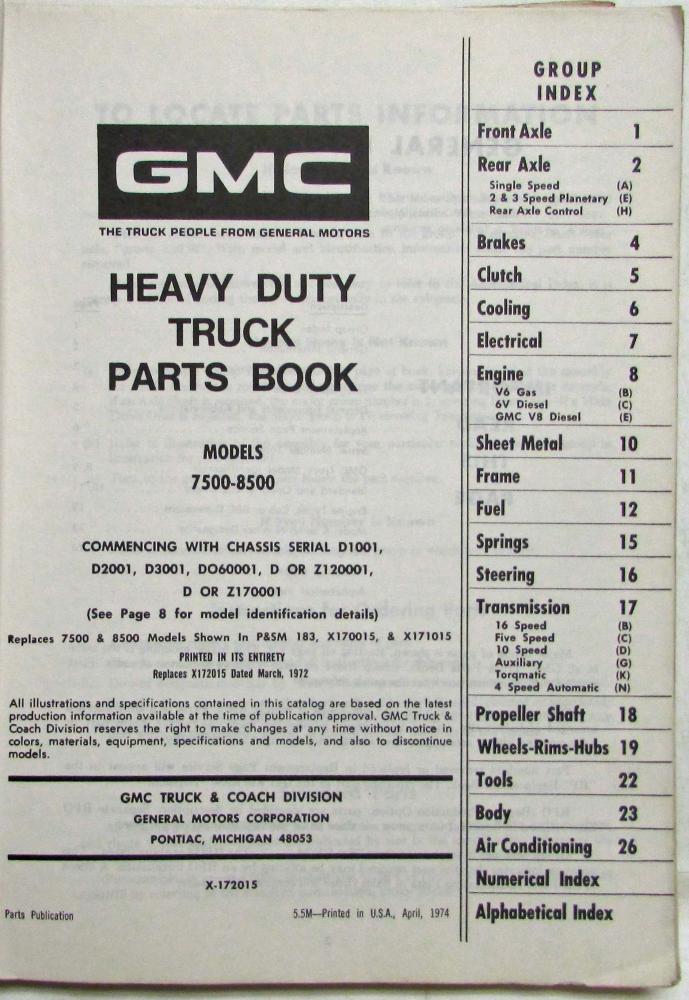 GMC
THE TRUCK PEOPLE FROM GENERAL MOTORS
HEAVY DUTY
TRUCK
PARTS BOOK
MODELS
7500-8500
COMMENCING WITH CHASSIS SERIAL D1001,
D2001, D3001, DO60001, D OR Z120001,
D OR Z170001
(See Page 8 for model identification details)
Replaces 7500 & 8500 Models Shown In P&SM 183, X170015, & X171015
PRINTED IN ITS ENTIRETY
Replaces X172015 Dated March, 1972
All illustrations and specifications contained in this catalog are based on the latest
production information available at the time of publication approval. GMC Truck &
Coach Division reserves the right to make changes at any time without notice in
colors, materials, equipment, specifications and models, and also to discontinue
models.
GMC TRUCK & COACH DIVISION
GENERAL MOTORS CORPORATION
PONTIAC, MICHIGAN 48053
X-172015
Parts Publication 5.5M—Printed in U.S.A., April, 1974
GROUP
INDEX
Front Axle 1
Rear Axle 2
Single Speed (A)
2 & 3 Speed Planetary (E)
Rear Axle Control (H)
Brakes 4
Clutch 5
Cooling 6
Electrical 7
Engine 8
V6 Gas (B)
6V Diesel (C)
GMC V8 Diesel (E)
Sheet Metal 10
Frame 11
Fuel 12
Springs 15
Steering 16
Transmission 17
16 Speed (B)
Five Speed (C)
10 Speed (D)
Auxiliary (G)
Torqmatic (K)
4 Speed Automatic (N)
Propeller Shaft 18
Wheels-Rims-Hubs 19
Tools 22
Body 23
Air Conditioning 26
Numerical Index
Alphabetical Index